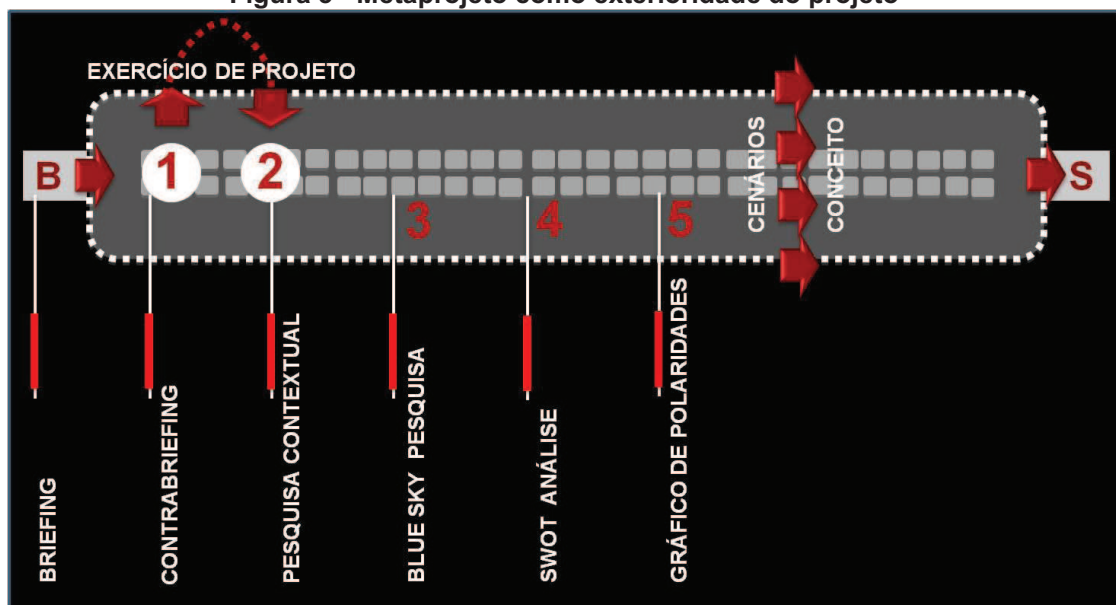 EXERCÍCIO DE PROJETO
B
1
2
3
4
5
CENÁRIOS
CONCEITO
S
BRIEFING
CONTRABRIEFING
PESQUISA CONTEXTUAL
BLUE SKY PESQUISA
SWOT ANÁLISE
GRÁFICO DE POLARIDADES